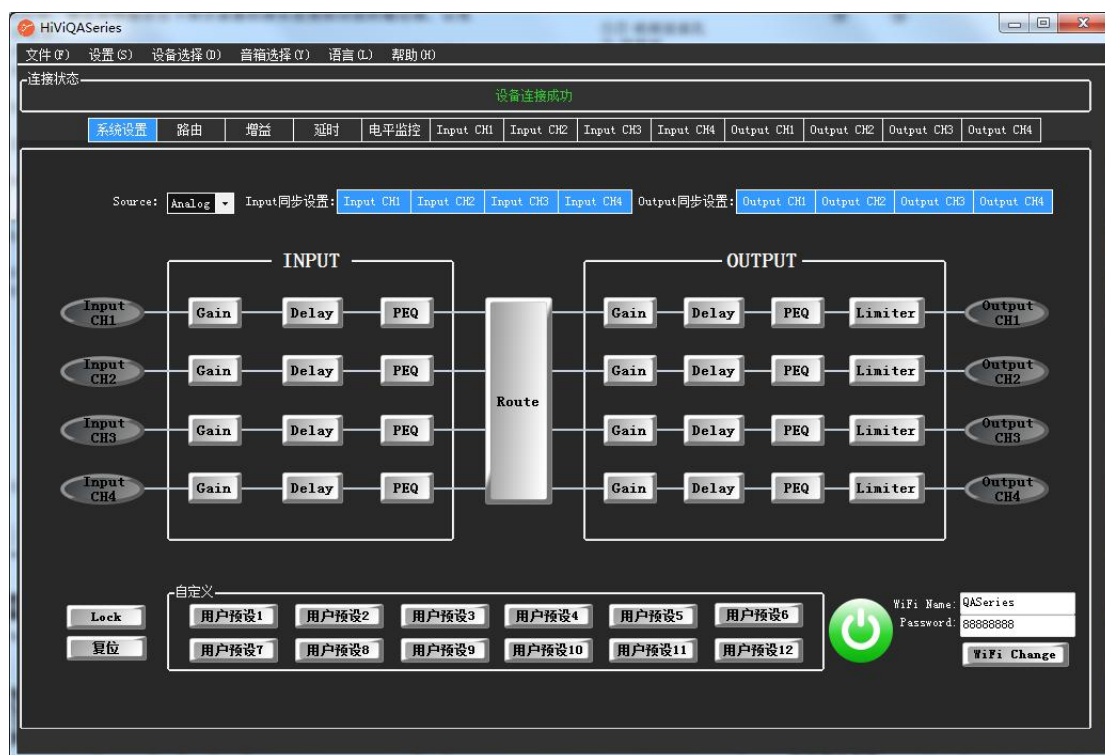 HiViQASeries
文件(F) 设置(S) 设备选择(D) 音箱选择(Y) 语言(L) 帮助(H)
连接状态
设备连接成功
系统设置 路由 增益 延时 电平监控 Input CH1 Input CH2 Input CH3 Input CH4 Output CH1 Output CH2 Output CH3 Output CH4
Source: Analog Input同步设置: Input CH1 Input CH2 Input CH3 Input CH4 Output同步设置: Output CH1 Output CH2 Output CH3 Output CH4
INPUT OUTPUT
Input CH1 Gain Delay PEQ Gain Delay PEQ Limiter Output CH1
Input CH2 Gain Delay PEQ Gain Delay PEQ Limiter Output CH2
Route
Input CH3 Gain Delay PEQ Gain Delay PEQ Limiter Output CH3
Input CH4 Gain Delay PEQ Gain Delay PEQ Limiter Output CH4
自定义
Lock 用户预设1 用户预设2 用户预设3 用户预设4 用户预设5 用户预设6
WiFi Name: QASeries
Password: 88888888
复位 用户预设7 用户预设8 用户预设9 用户预设10 用户预设11 用户预设12
WiFi Change